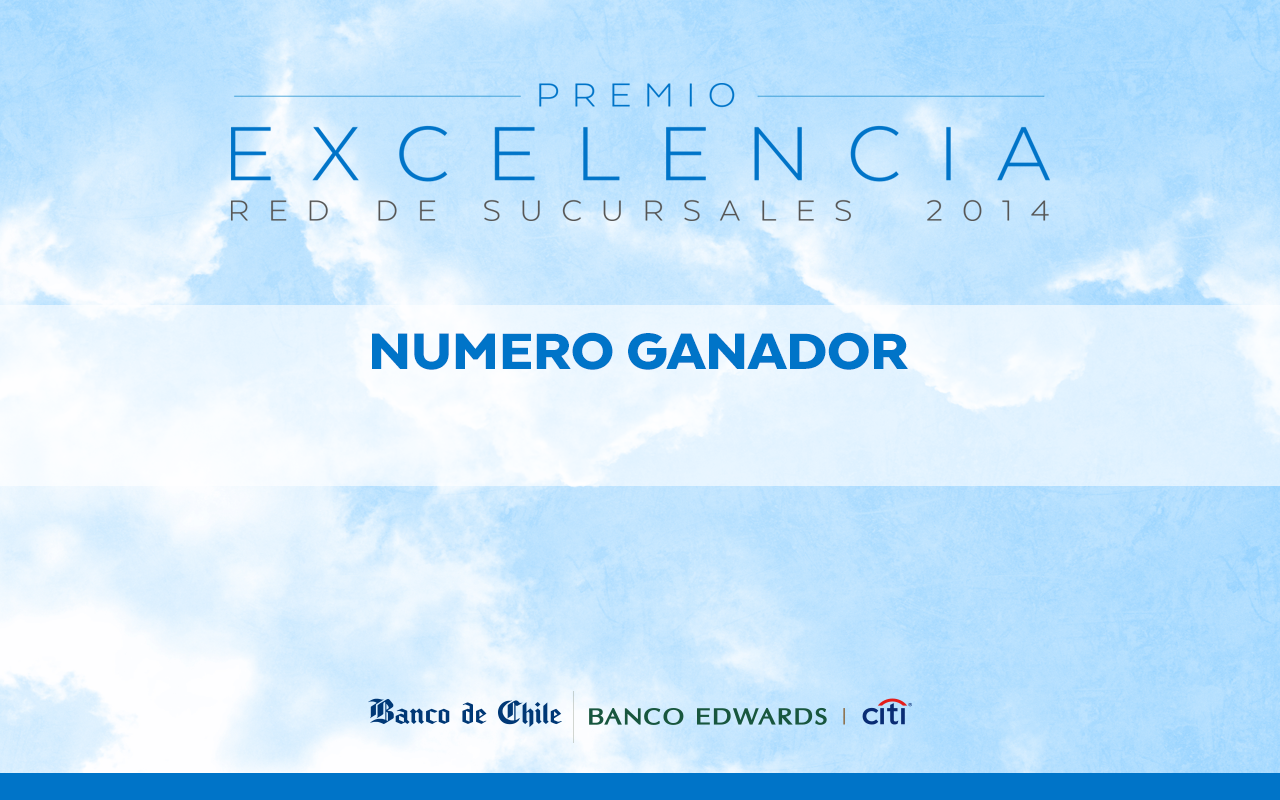 PREMIO
EXCELENCIA
RED DE SUCURSALES 2014
NUMERO GANADOR
Banco de Chile | BANCO EDWARDS | citi®